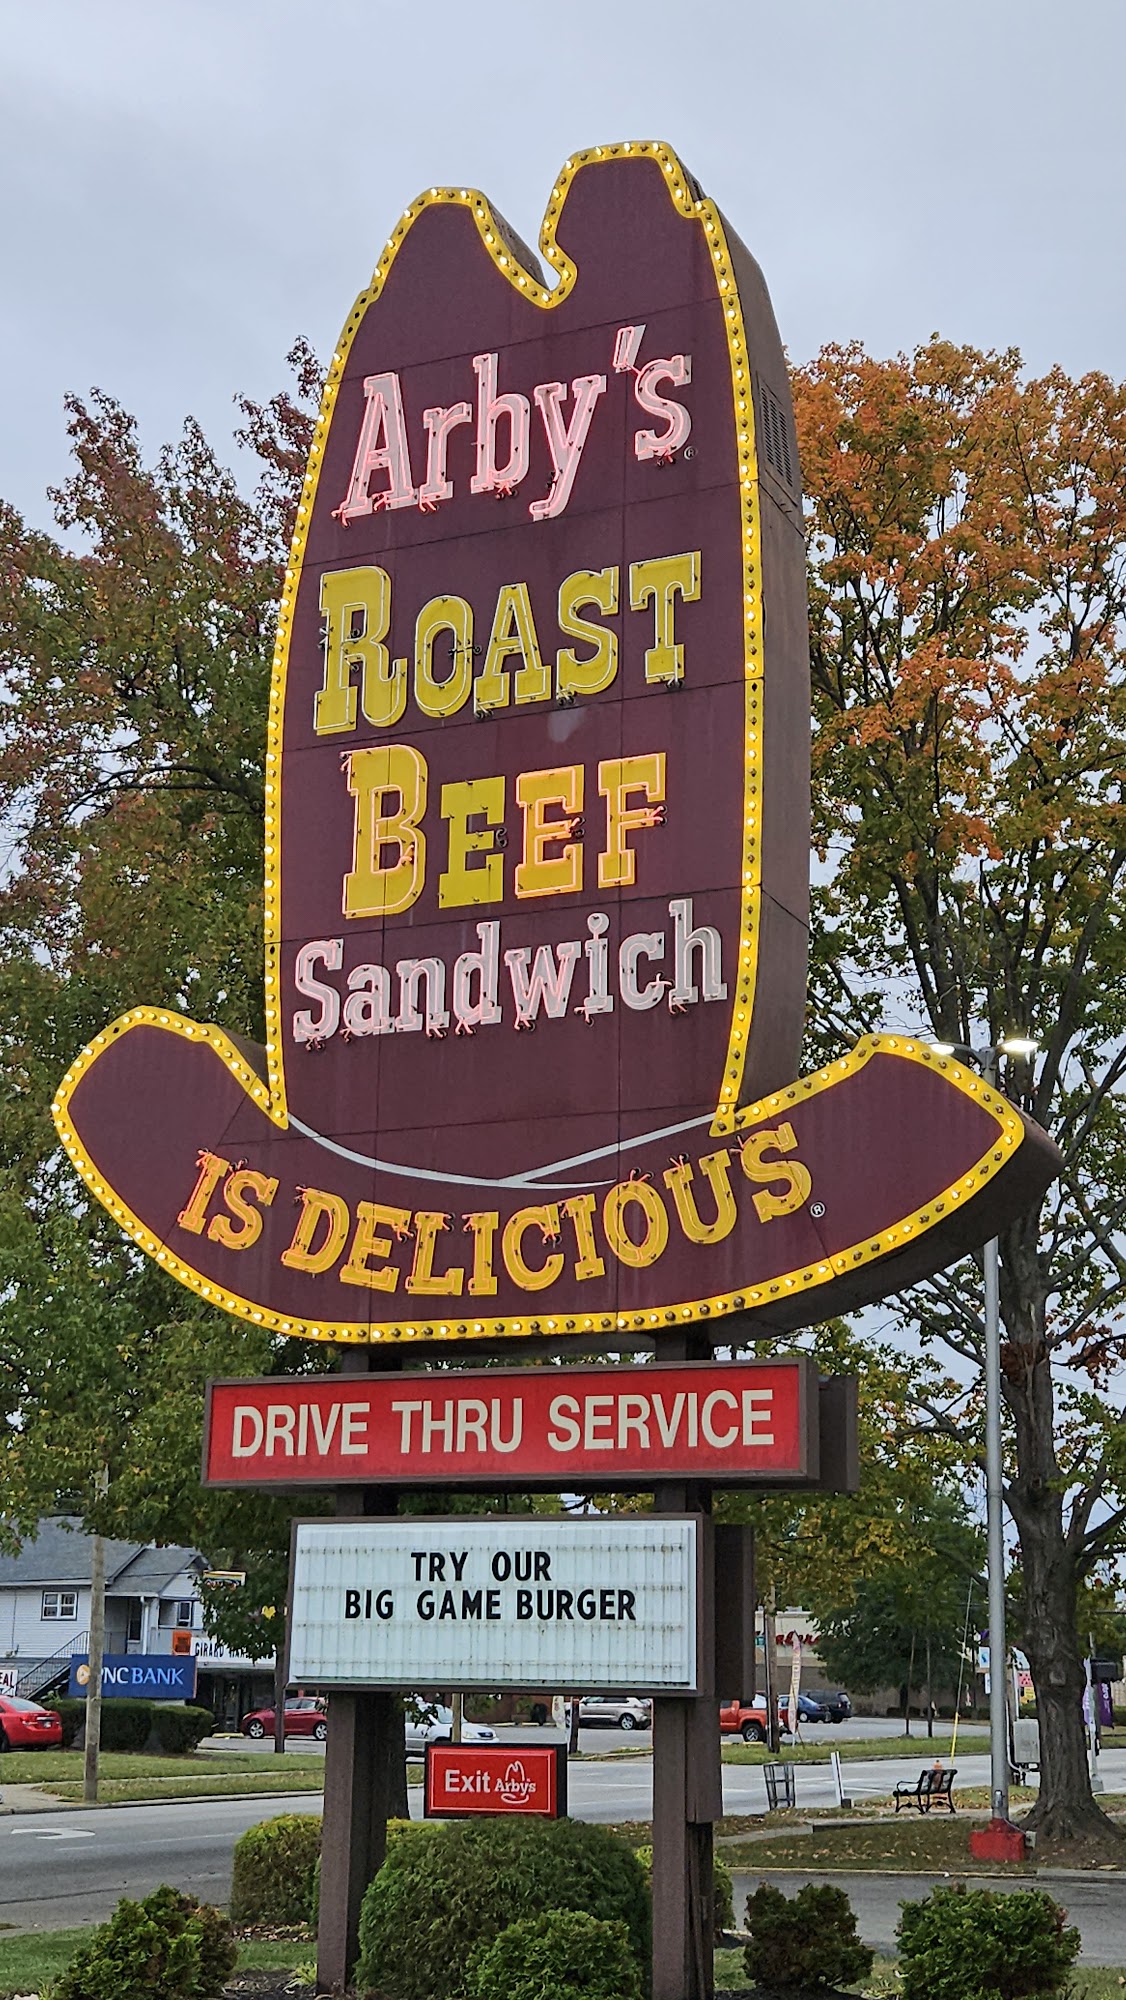 Arby's®
ROAST
BEEF
Sandwich
IS DELICIOUS®
DRIVE THRU SERVICE
TRY OUR
BIG GAME BURGER
PNC BANK
Exit Arby's